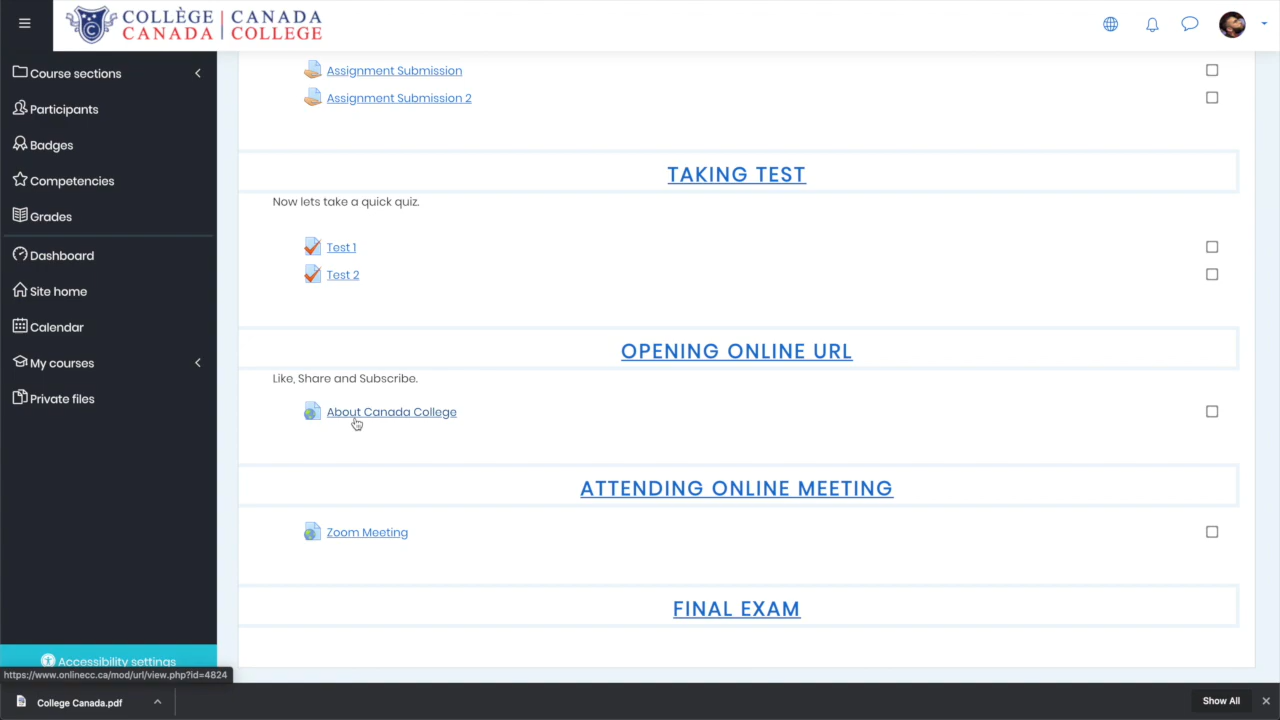 COLLÈGE CANADA
CANADA COLLEGE
Course sections
Participants
Badges
Competencies
Grades
Dashboard
Site home
Calendar
My courses
Private files
Accessibility settings
Assignment Submission
Assignment Submission 2
TAKING TEST
Now lets take a quick quiz.
Test 1
Test 2
OPENING ONLINE URL
Like, Share and Subscribe.
About Canada College
ATTENDING ONLINE MEETING
Zoom Meeting
FINAL EXAM
https://www.onlinecc.ca/mod/url/view.php?id=4824
College Canada.pdf
Show All